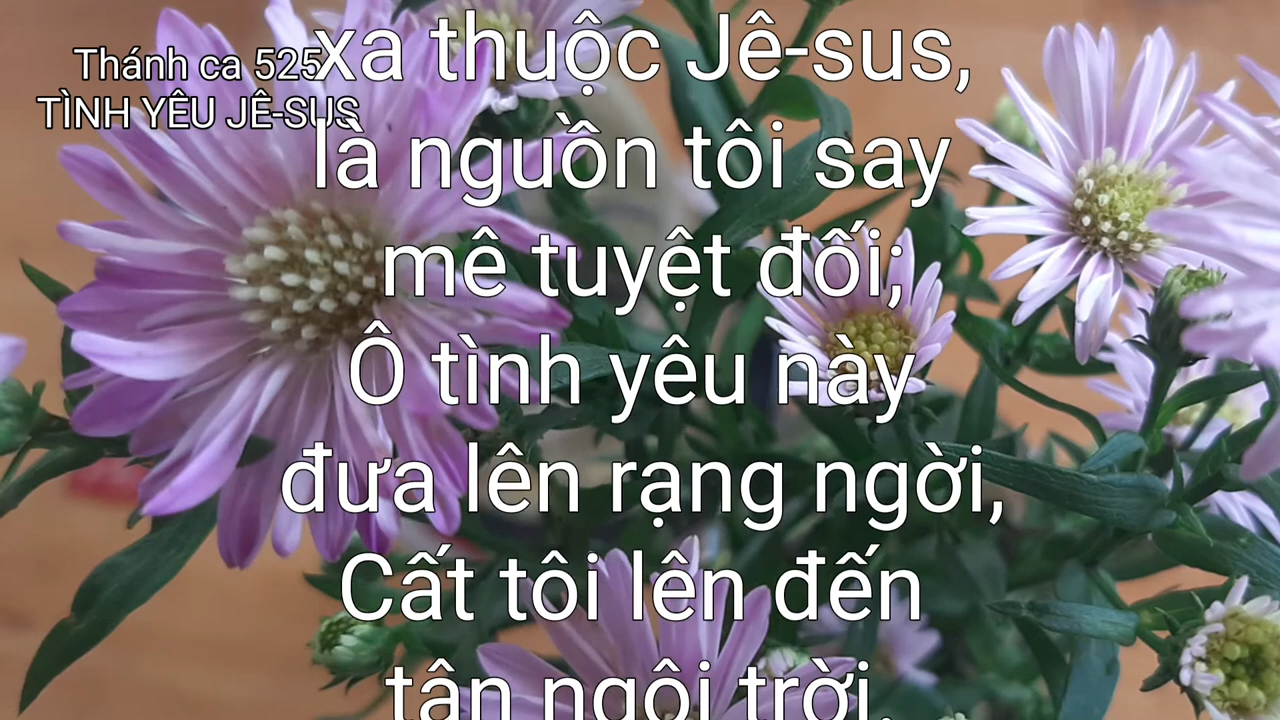 Thánh ca 525
TÌNH YÊU JÊ-SUS
xa thuộc Jê-sus,
là nguồn tôi say
mê tuyệt đối;
Ô tình yêu này
đưa lên rạng ngời,
Cất tôi lên đến
tận ngôi trời.